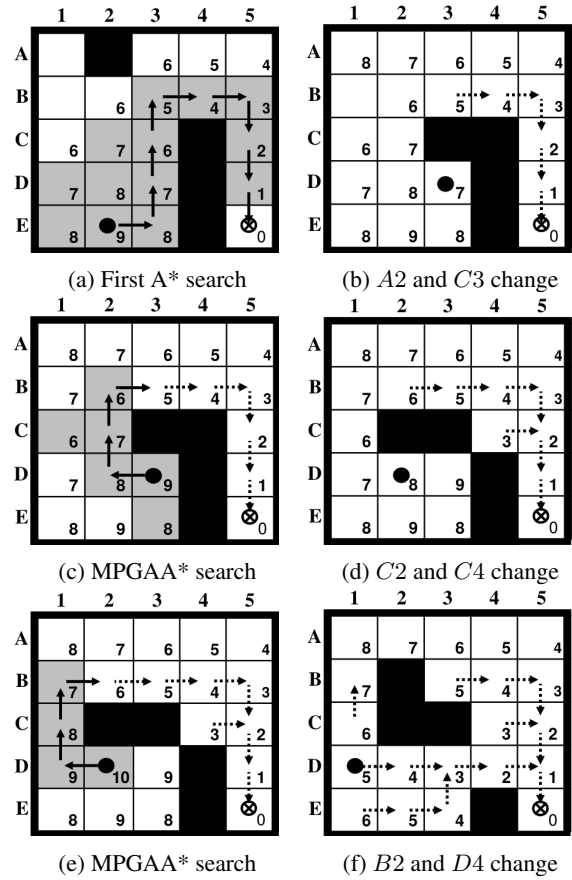 1 2 3 4 5
A 6 5 4
B 6 5 4 3
C 6 7 6 2
D 7 8 7 1
E 8 9 8 0
(a) First A* search
1 2 3 4 5
A 8 7 6 5 4
B 6 5 4 3
C 6 7 2
D 7 8 7 1
E 8 9 8 0
(b) A2 and C3 change
1 2 3 4 5
A 8 7 6 5 4
B 7 6 5 4 3
C 6 7 2
D 7 8 9 1
E 8 9 8 0
(c) MPGAA* search
1 2 3 4 5
A 8 7 6 5 4
B 7 6 5 4 3
C 6 3 2
D 7 8 9 1
E 8 9 8 0
(d) C2 and C4 change
1 2 3 4 5
A 8 7 6 5 4
B 7 6 5 4 3
C 8 3 2
D 9 10 9 1
E 8 9 8 0
(e) MPGAA* search
1 2 3 4 5
A 8 7 6 5 4
B 7 5 4 3
C 6 3 2
D 5 4 3 2 1
E 6 5 4 0
(f) B2 and D4 change